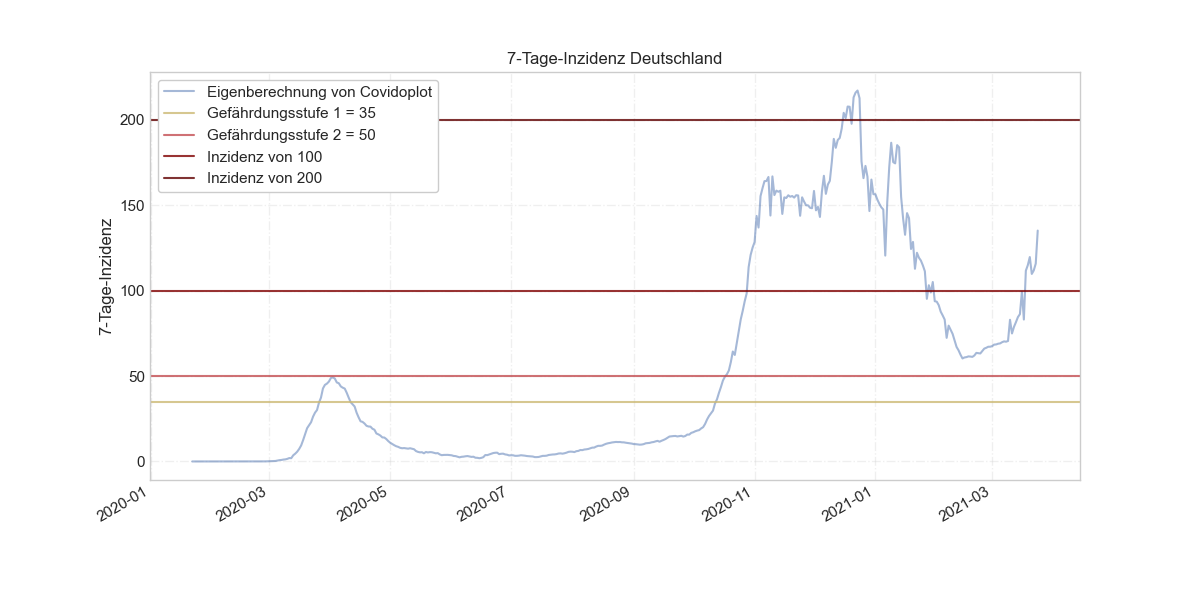 7-Tage-Inzidenz Deutschland
Eigenberechnung von Covidoplot
Gefährdungsstufe 1 = 35
Gefährdungsstufe 2 = 50
Inzidenz von 100
Inzidenz von 200
7-Tage-Inzidenz
200
150
100
50
0
2020-01
2020-03
2020-05
2020-07
2020-09
2020-11
2021-01
2021-03